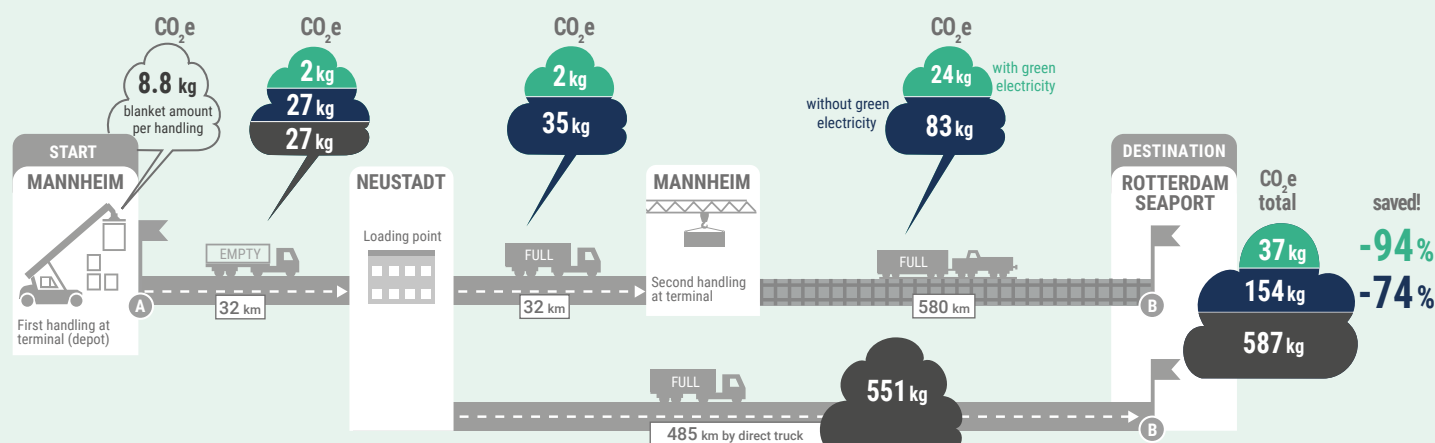 CO₂e
8.8 kg
blanket amount
per handling
CO₂e
2 kg
27 kg
27 kg
CO₂e
2 kg
35 kg
CO₂e
24 kg
with green
electricity
without green
electricity
83 kg
START
MANNHEIM
First handling at
terminal (depot)
A
EMPTY
32 km
NEUSTADT
Loading point
FULL
32 km
MANNHEIM
Second handling
at terminal
FULL
580 km
DESTINATION
ROTTERDAM
SEAPORT
B
CO₂e
total
saved!
37 kg
-94 %
154 kg
-74 %
587 kg
FULL
551 kg
485 km by direct truck
B